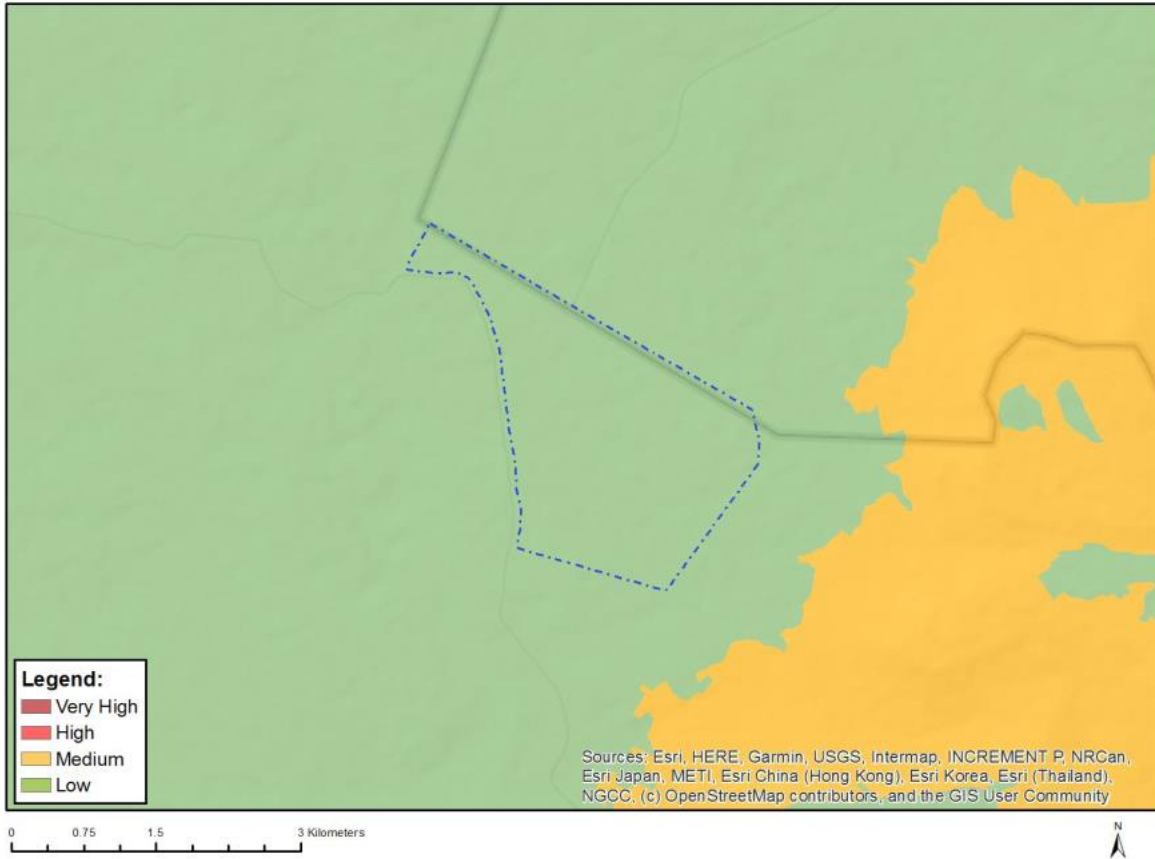 Legend:
Very High
High
Medium
Low
Sources: Esri, HERE, Garmin, USGS, Intermap, INCREMENT P, NRCan,
Esri Japan, METI, Esri China (Hong Kong), Esri Korea, Esri (Thailand),
NGCC, (c) OpenStreetMap contributors, and the GIS User Community
0 0.75 1.5 3 Kilometers
N